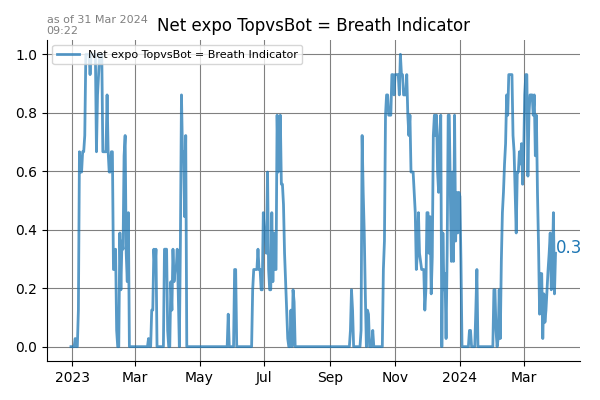 as of 31 Mar 2024
09:22
Net expo TopvsBot = Breath Indicator
Net expo TopvsBot = Breath Indicator
1.0
0.8
0.6
0.4
0.2
0.0
0.3
2023 Mar May Jul Sep Nov 2024 Mar